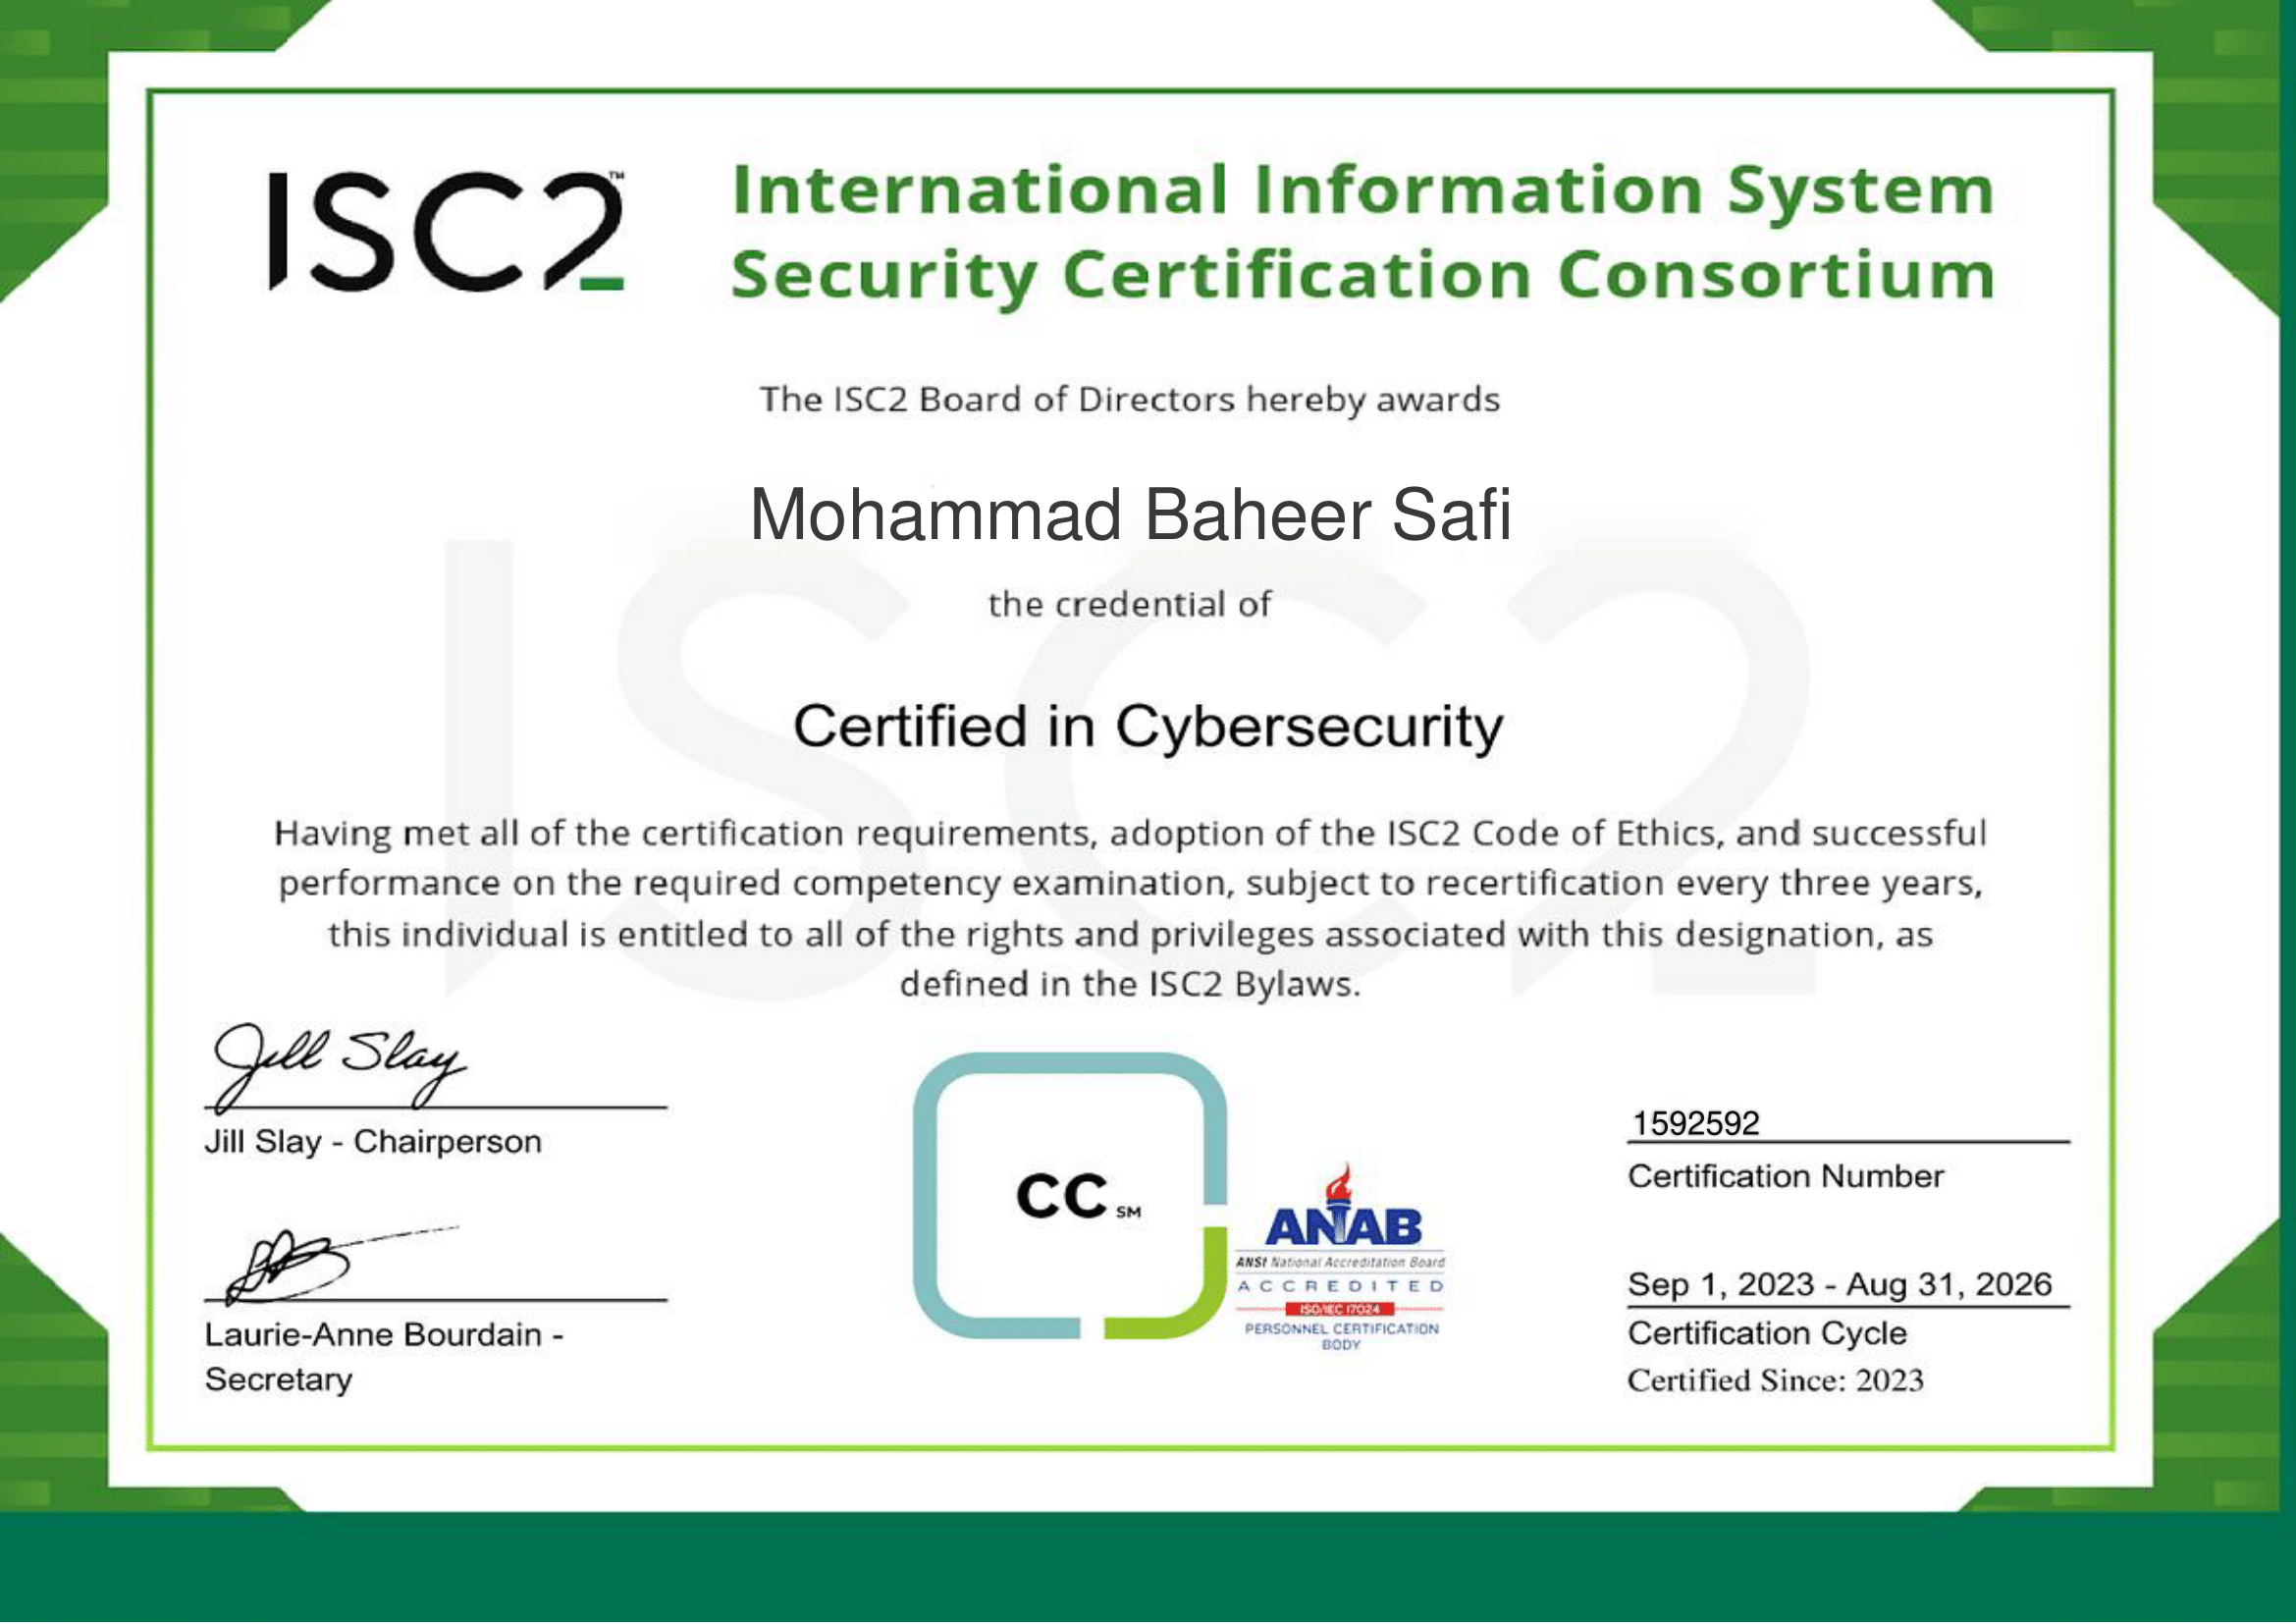 ISC2™
International Information System
Security Certification Consortium
The ISC2 Board of Directors hereby awards
Mohammad Baheer Safi
the credential of
Certified in Cybersecurity
Having met all of the certification requirements, adoption of the ISC2 Code of Ethics, and successful
performance on the required competency examination, subject to recertification every three years,
this individual is entitled to all of the rights and privileges associated with this designation, as
defined in the ISC2 Bylaws.
ISC2
Jill Slay
Jill Slay - Chairperson
Laurie-Anne Bourdain -
Secretary
CC SM
ANAB
ANSI National Accreditation Board
ACCREDITED
ISO/IEC 17024
PERSONNEL CERTIFICATION
BODY
1592592
Certification Number
Sep 1, 2023 - Aug 31, 2026
Certification Cycle
Certified Since: 2023